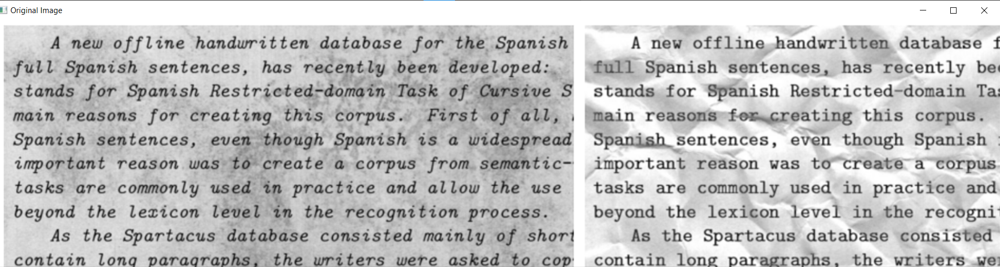 Original Image
A new offline handwritten database for the Spanish
full Spanish sentences, has recently been developed:
stands for Spanish Restricted-domain Task of Cursive S
main reasons for creating this corpus. First of all,
Spanish sentences, even though Spanish is a widespread
important reason was to create a corpus from semantic-
tasks are commonly used in practice and allow the use
beyond the lexicon level in the recognition process.
As the Spartacus database consisted mainly of short
contain long paragraphs, the writers were asked to cop
A new offline handwritten database f
full Spanish sentences, has recently bee
stands for Spanish Restricted-domain Tas
main reasons for creating this corpus.
Spanish sentences, even though Spanish
important reason was to create a corpus
tasks are commonly used in practice and
beyond the lexicon level in the recognit
As the Spartacus database consisted
contain long paragraphs, the writers wer